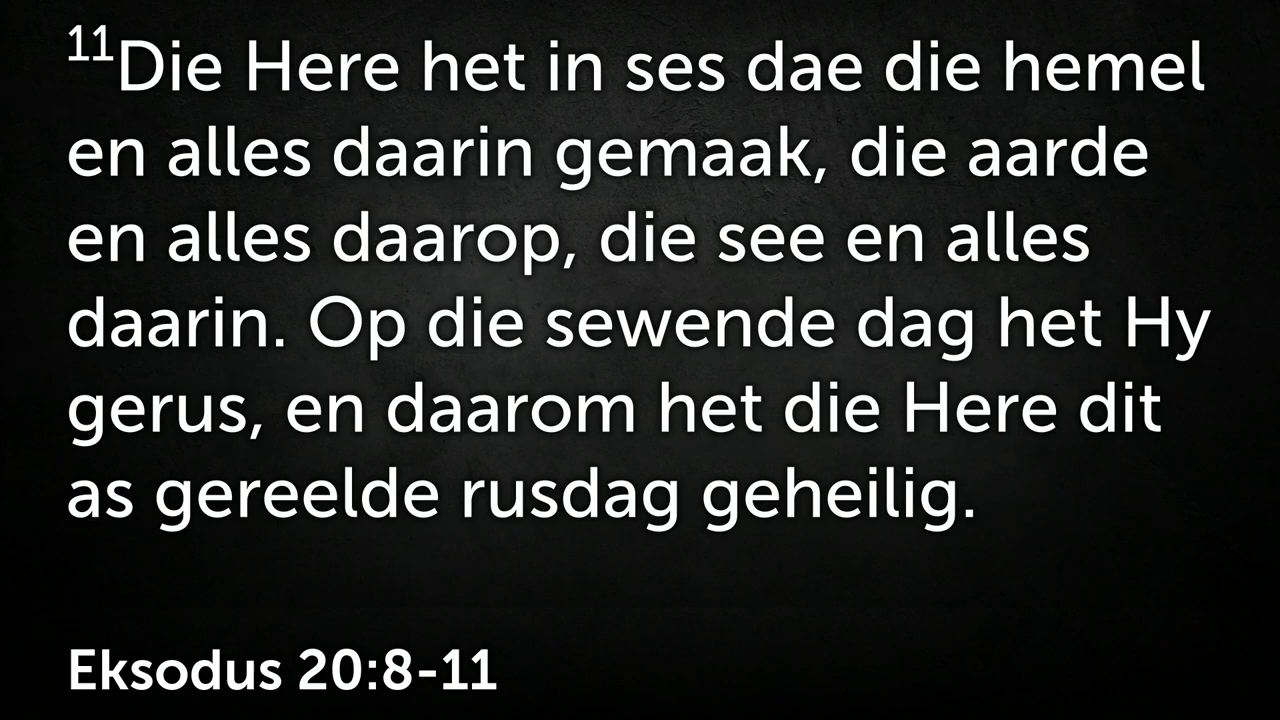 ¹¹Die Here het in ses dae die hemel
en alles daarin gemaak, die aarde
en alles daarop, die see en alles
daarin. Op die sewende dag het Hy
gerus, en daarom het die Here dit
as gereelde rusdag geheilig.
Eksodus 20:8-11